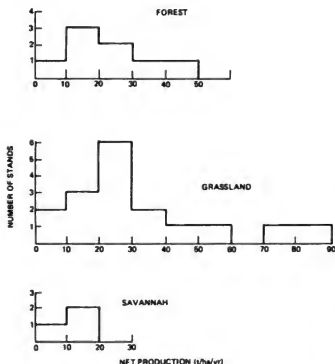 FOREST
4
3
2
1
0 10 20 30 40 50
NUMBER OF STANDS
GRASSLAND
6
5
4
3
2
1
0 10 20 30 40 50 60 70 80 90
SAVANNAH
3
2
1
0 10 20 30
NET PRODUCTION (t/ha/yr)